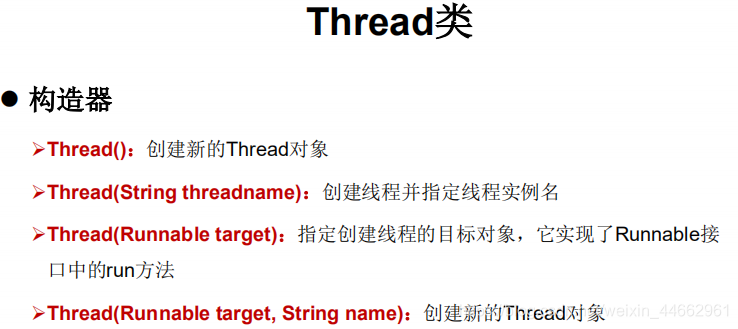 Thread类
● 构造器
➢Thread()：创建新的Thread对象
➢Thread(String threadname)：创建线程并指定线程实例名
➢Thread(Runnable target)：指定创建线程的目标对象，它实现了Runnable接
口中的run方法
➢Thread(Runnable target, String name)：创建新的Thread对象
weixin_44662961